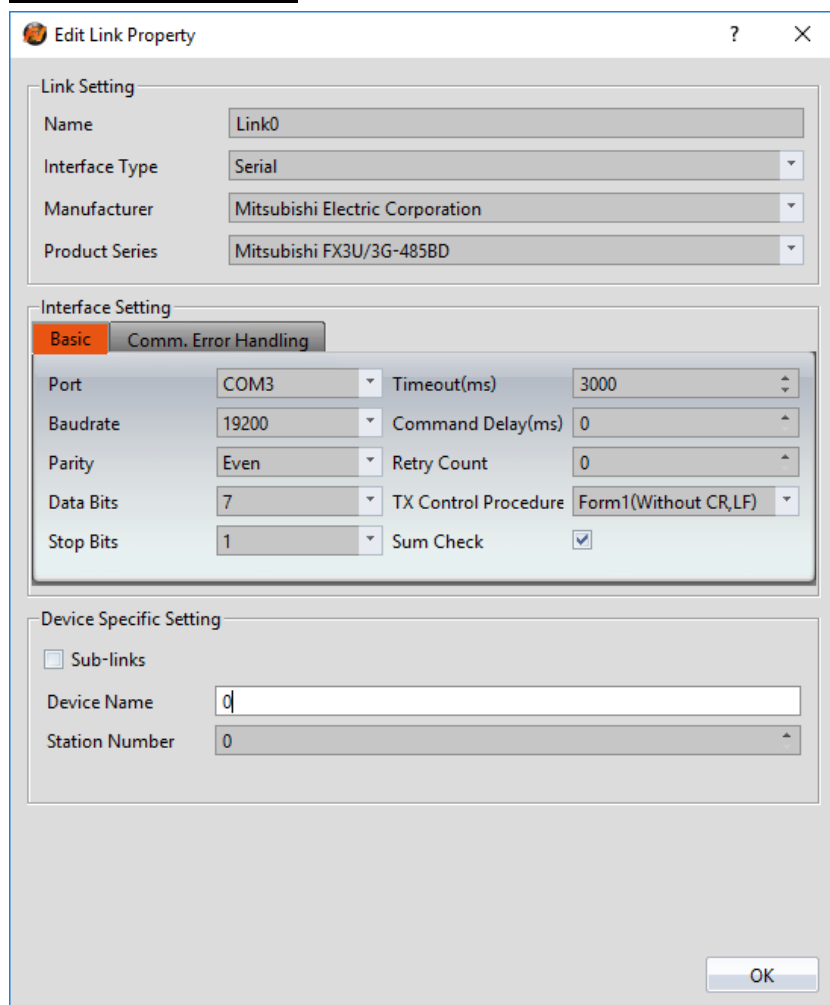 Edit Link Property ?
Link Setting
Name Link0
Interface Type Serial
Manufacturer Mitsubishi Electric Corporation
Product Series Mitsubishi FX3U/3G-485BD
Interface Setting
Basic Comm. Error Handling
Port COM3 Timeout(ms) 3000
Baudrate 19200 Command Delay(ms) 0
Parity Even Retry Count 0
Data Bits 7 TX Control Procedure Form1(Without CR,LF)
Stop Bits 1 Sum Check
Device Specific Setting
Sub-links
Device Name 0
Station Number 0
OK